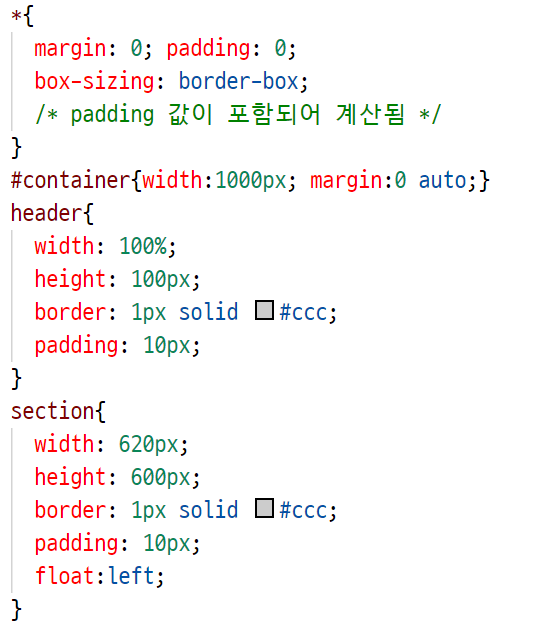 *{
margin: 0; padding: 0;
box-sizing: border-box;
/* padding 값이 포함되어 계산됨 */
}
#container{width:1000px; margin:0 auto;}
header{
width: 100%;
height: 100px;
border: 1px solid #ccc;
padding: 10px;
}
section{
width: 620px;
height: 600px;
border: 1px solid #ccc;
padding: 10px;
float:left;
}